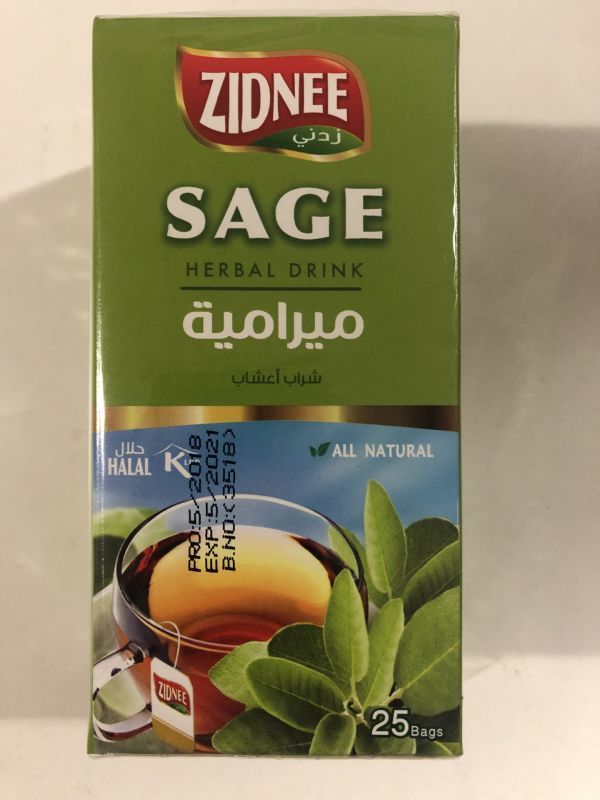 ZIDNEE
زدني
SAGE
HERBAL DRINK
ميرامية
شراب أعشاب
حلال
HALAL
K
ALL NATURAL
PRO:5/2018
EXP:5/2021
B.NO:(3518)
ZIDNEE
25 Bags